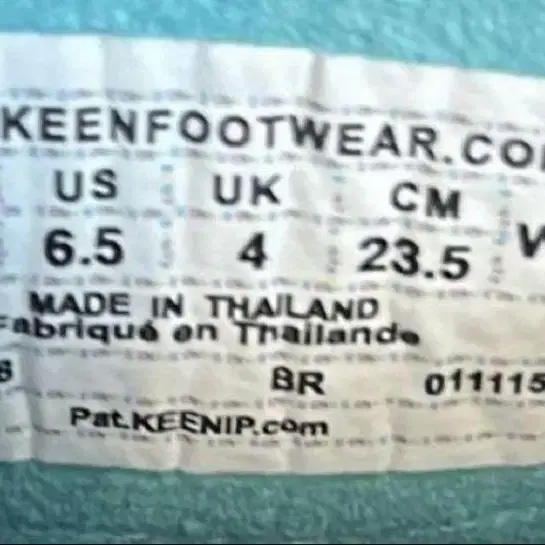 KEENFOOTWEAR.CO
US UK CM W
6.5 4 23.5
MADE IN THAILAND
Fabriqué en Thailande
BR 011115
Pat.KEENIP.com